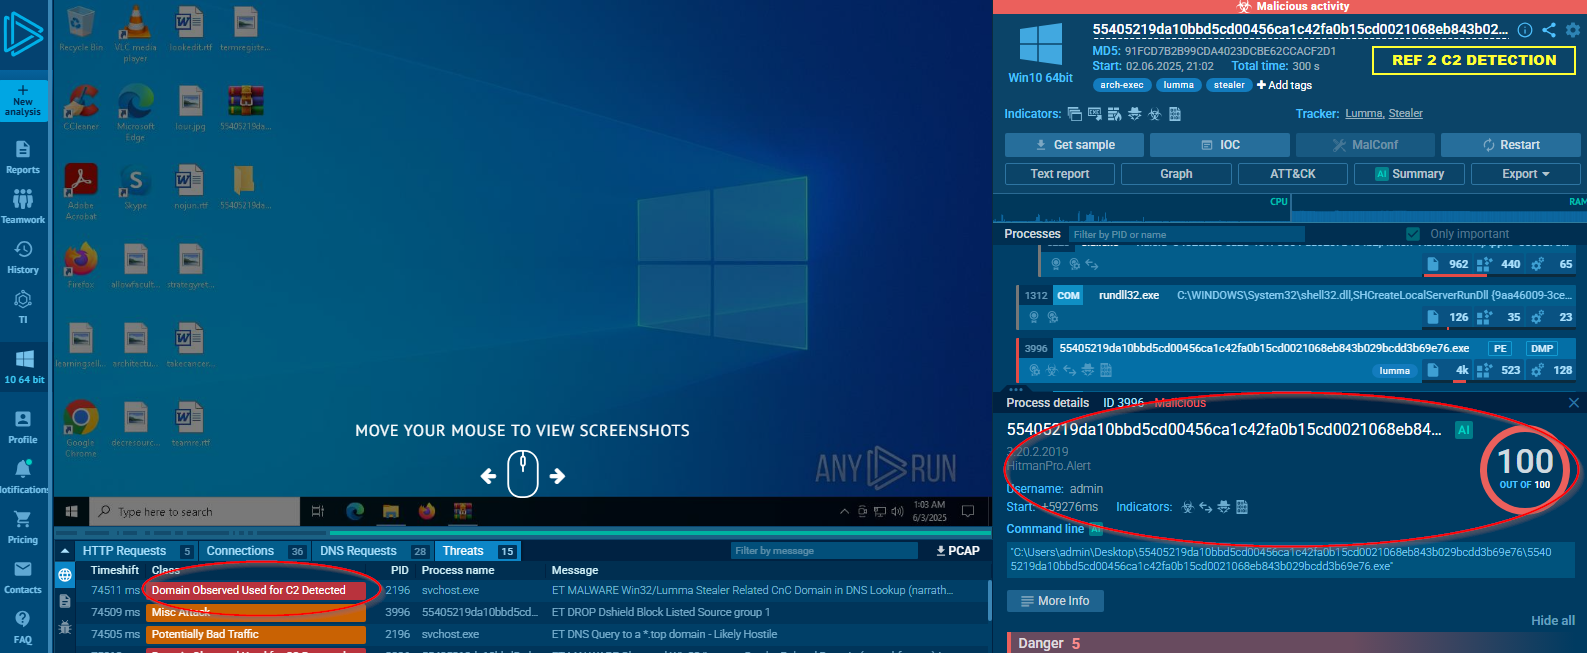 Malicious activity
55405219da10bbd5cd00456ca1c42fa0b15cd0021068eb843b02...
MD5: 91FCD7B2B99CDA4023DCBE62CCACF2D1
Start: 02.06.2025, 21:02 Total time: 300 s
Win10 64bit
arch-exec lumma stealer + Add tags
REF 2 C2 DETECTION
Indicators:
Tracker: Lumma, Stealer
Get sample IOC MalConf Restart
Text report Graph ATT&CK AI Summary Export
CPU RAM
Processes Filter by PID or name Only important
962 440 65
1312 COM rundll32.exe C:\WINDOWS\System32\shell32.dll,SHCreateLocalServerRunDll {9aa46009-3ce...
126 35 23
3996 55405219da10bbd5cd00456ca1c42fa0b15cd0021068eb843b029bcdd3b69e76.exe PE DMP
lumma 4k 523 128
Process details ID 3996 Malicious
55405219da10bbd5cd00456ca1c42fa0b15cd0021068eb84... AI
3.20.2.2019
HitmanPro.Alert
Username: admin
Start: +59276ms Indicators:
100
OUT OF 100
Command line AI
"C:\Users\admin\Desktop\55405219da10bbd5cd00456ca1c42fa0b15cd0021068eb843b029bcdd3b69e76\5540
5219da10bbd5cd00456ca1c42fa0b15cd0021068eb843b029bcdd3b69e76.exe"
More Info
Hide all
Danger 5
New analysis
Reports
Teamwork
History
TI
10 64 bit
Profile
Notifications
Pricing
Contacts
FAQ
Recycle Bin
VLC media player
lookedit.rtf
termregiste...
CCleaner
Microsoft Edge
lour.jpg
55405219da...
Adobe Acrobat
Skype
nojun.rtf
55405219da...
Firefox
allowfacult...
strategyet...
learningsell...
architectu...
takecancer...
Google Chrome
decresourc...
teamrer.rtf
MOVE YOUR MOUSE TO VIEW SCREENSHOTS
ANY RUN
Type here to search
1:03 AM
6/3/2025
HTTP Requests 5 Connections 36 DNS Requests 28 Threats 15 Filter by message PCAP
Timeshift Class PID Process name Message
74511 ms Domain Observed Used for C2 Detected 2196 svchost.exe ET MALWARE Win32/Lumma Stealer Related CnC Domain in DNS Lookup (narrath...
74509 ms Misc Attack 3996 55405219da10bbd5cd... ET DROP Dshield Block Listed Source group 1
74505 ms Potentially Bad Traffic 2196 svchost.exe ET DNS Query to a *.top domain - Likely Hostile